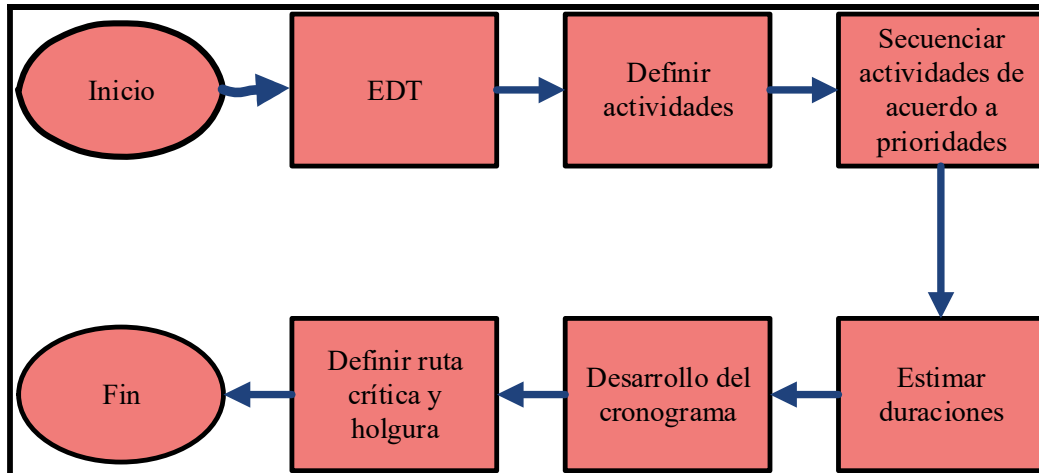 Inicio
EDT
Definir
actividades
Secuenciar
actividades de
acuerdo a
prioridades
Fin
Definir ruta
crítica y
holgura
Desarrollo del
cronograma
Estimar
duraciones